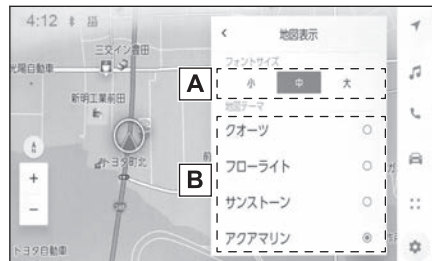 4:12
三交イン豊田
光陽自動車
新明工業前田
トヨタ町北
トヨタ自動車
N
+
−
地図表示
フォントサイズ
A
小 中 大
地図テーマ
B
クオーツ
フローライト
サンストーン
アクアマリン